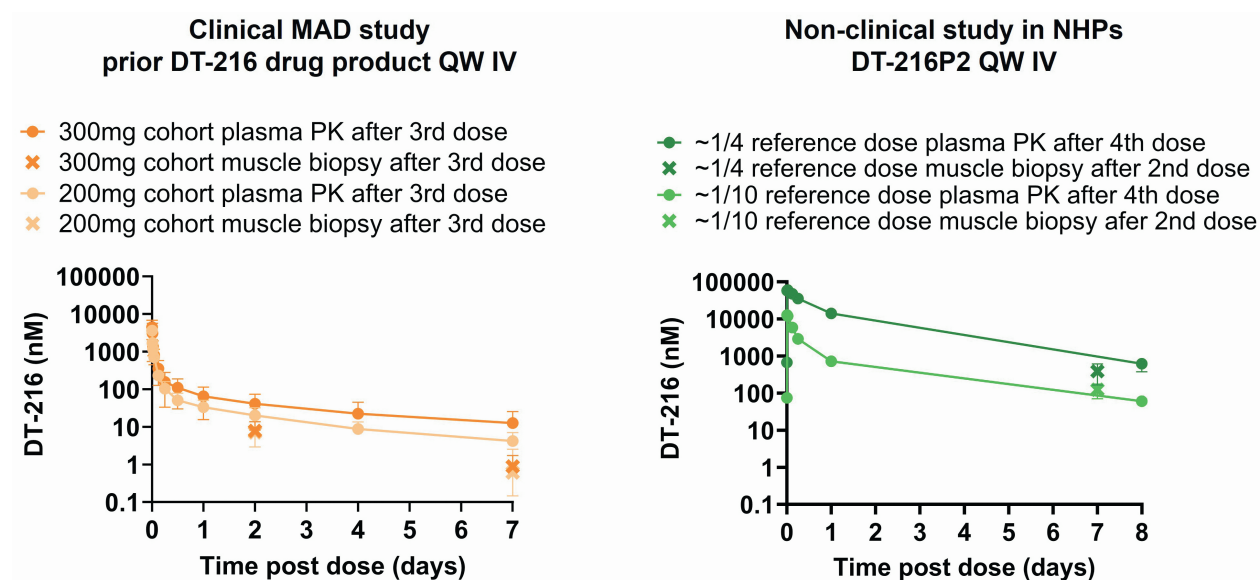 Clinical MAD study
prior DT-216 drug product QW IV
300mg cohort plasma PK after 3rd dose
300mg cohort muscle biopsy after 3rd dose
200mg cohort plasma PK after 3rd dose
200mg cohort muscle biopsy after 3rd dose
DT-216 (nM)
100000
10000
1000
100
10
1
0.1
0 1 2 3 4 5 6 7
Time post dose (days)
Non-clinical study in NHPs
DT-216P2 QW IV
~1/4 reference dose plasma PK after 4th dose
~1/4 reference dose muscle biopsy after 2nd dose
~1/10 reference dose plasma PK after 4th dose
~1/10 reference dose muscle biopsy afer 2nd dose
DT-216 (nM)
100000
10000
1000
100
10
1
0.1
0 1 2 3 4 5 6 7 8
Time post dose (days)